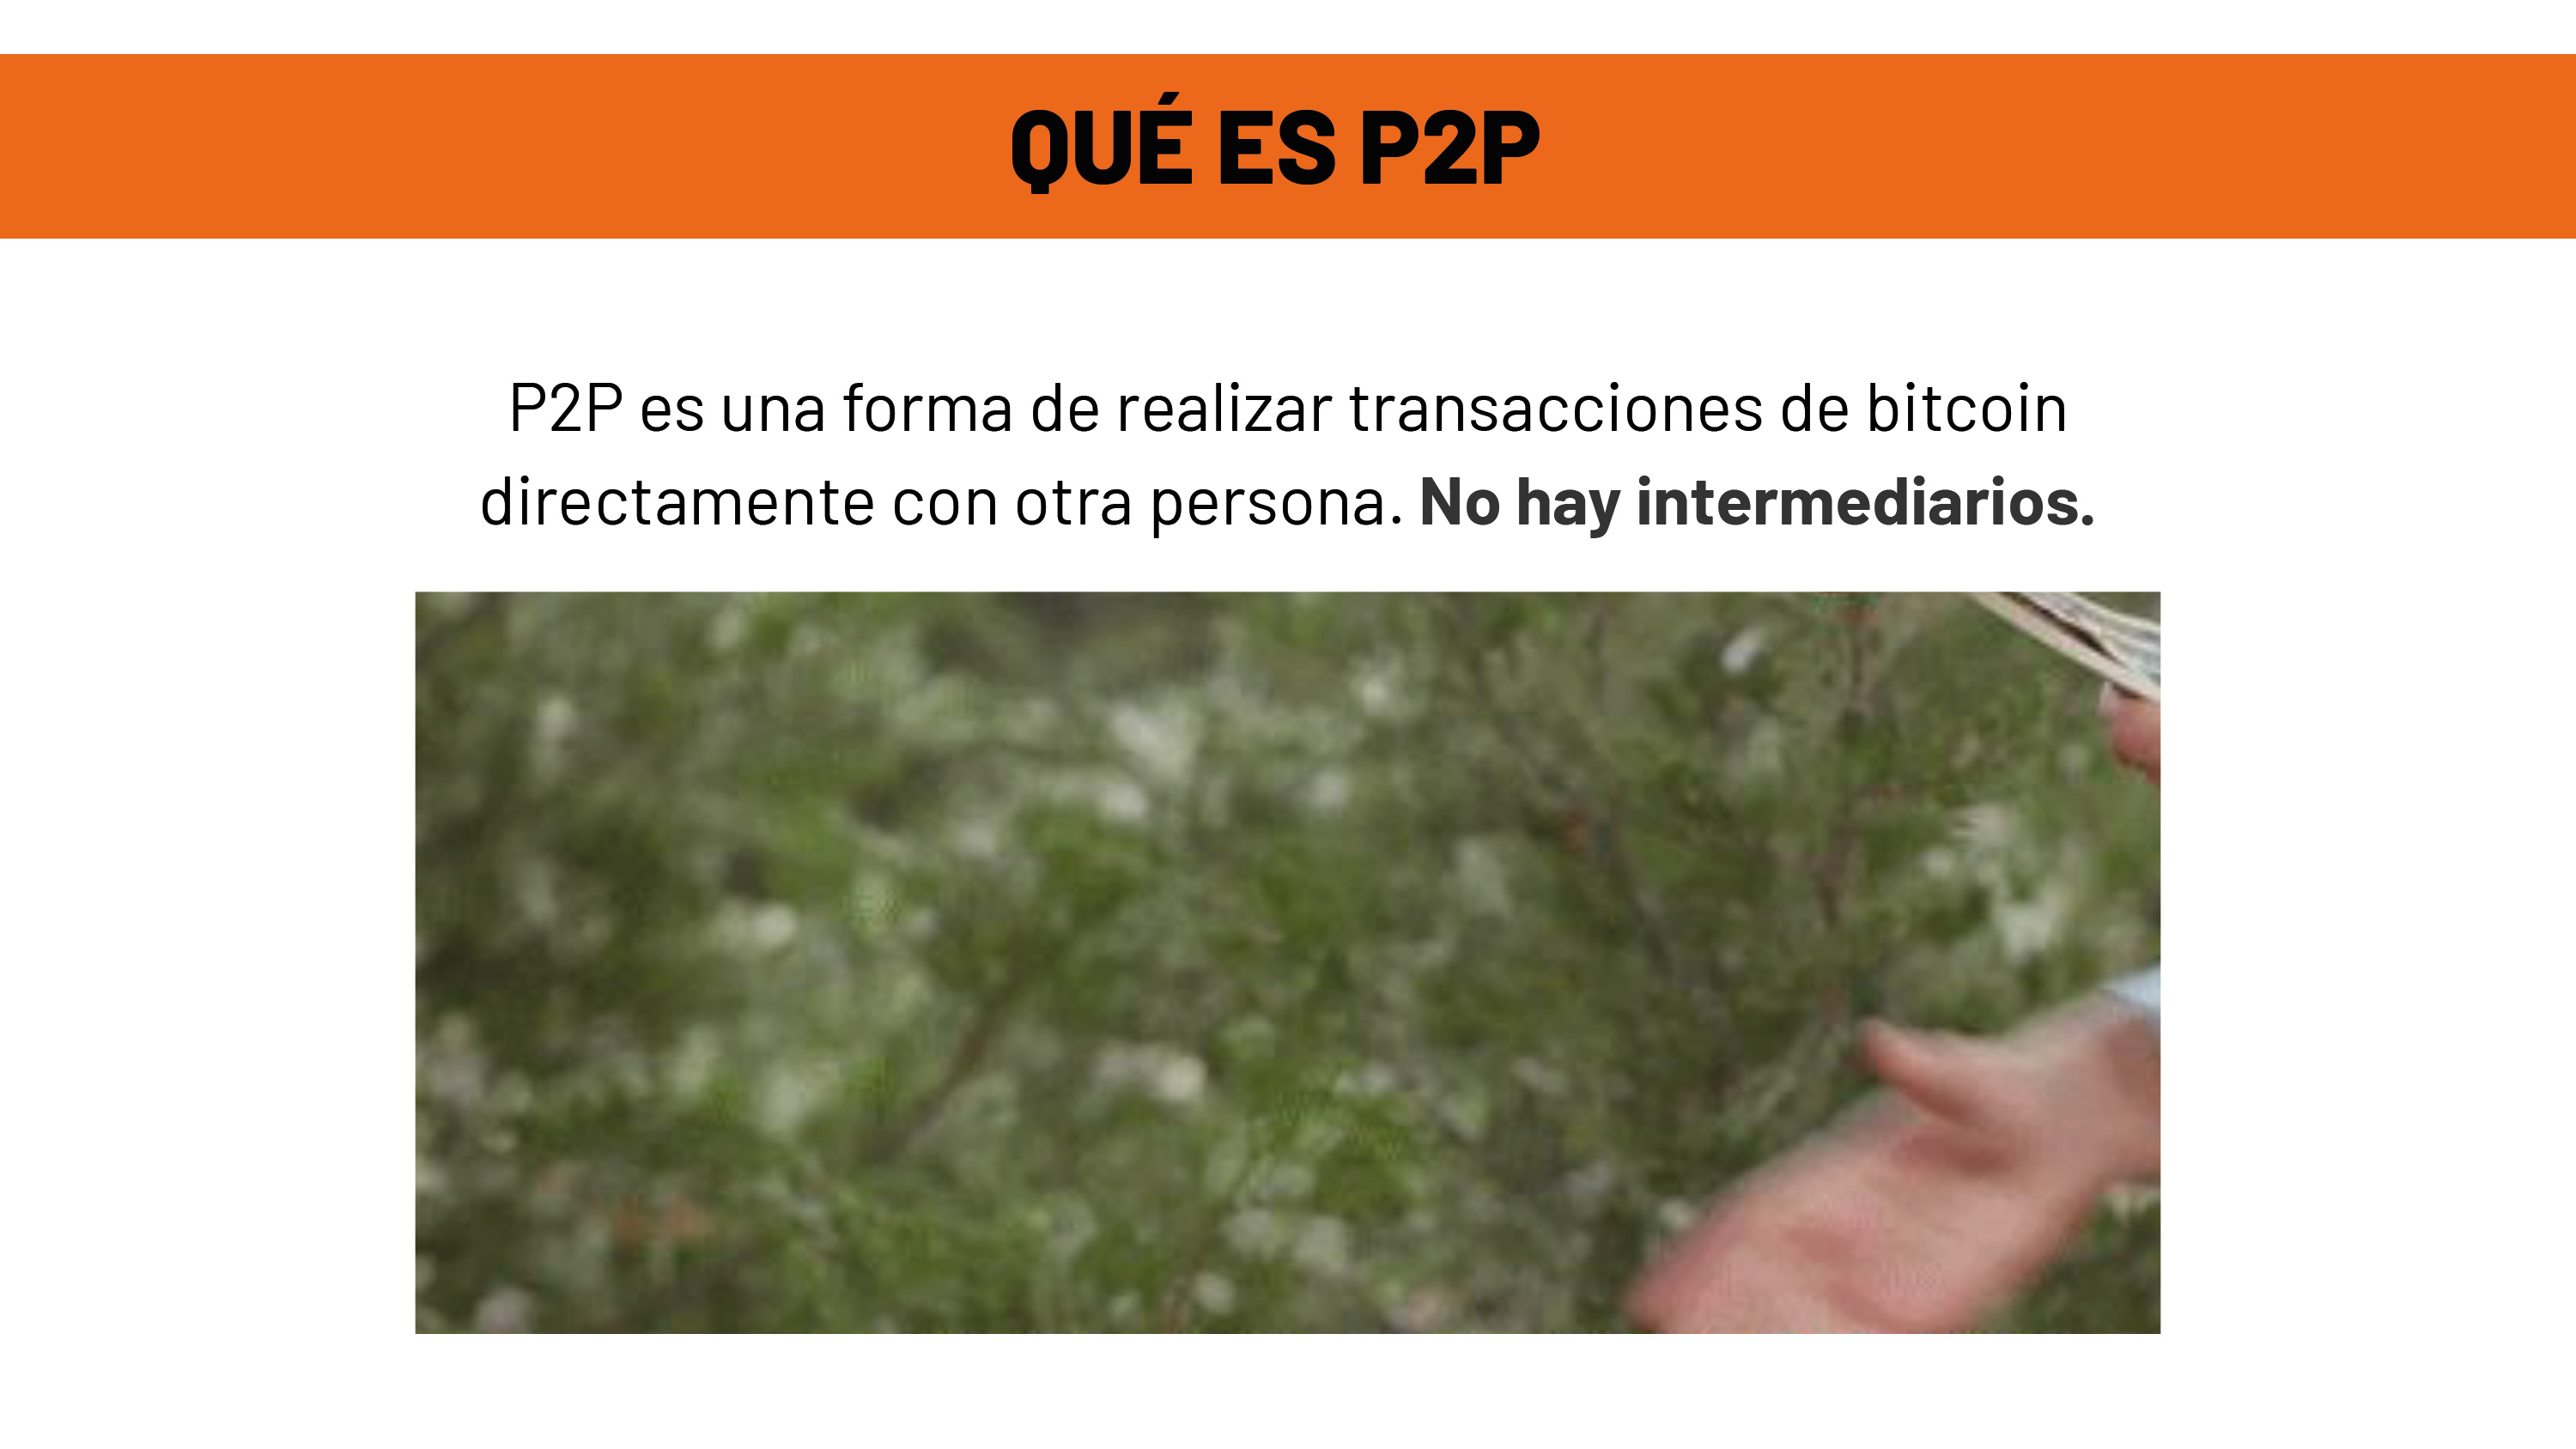 QUÉ ES P2P
P2P es una forma de realizar transacciones de bitcoin
directamente con otra persona. No hay intermediarios.